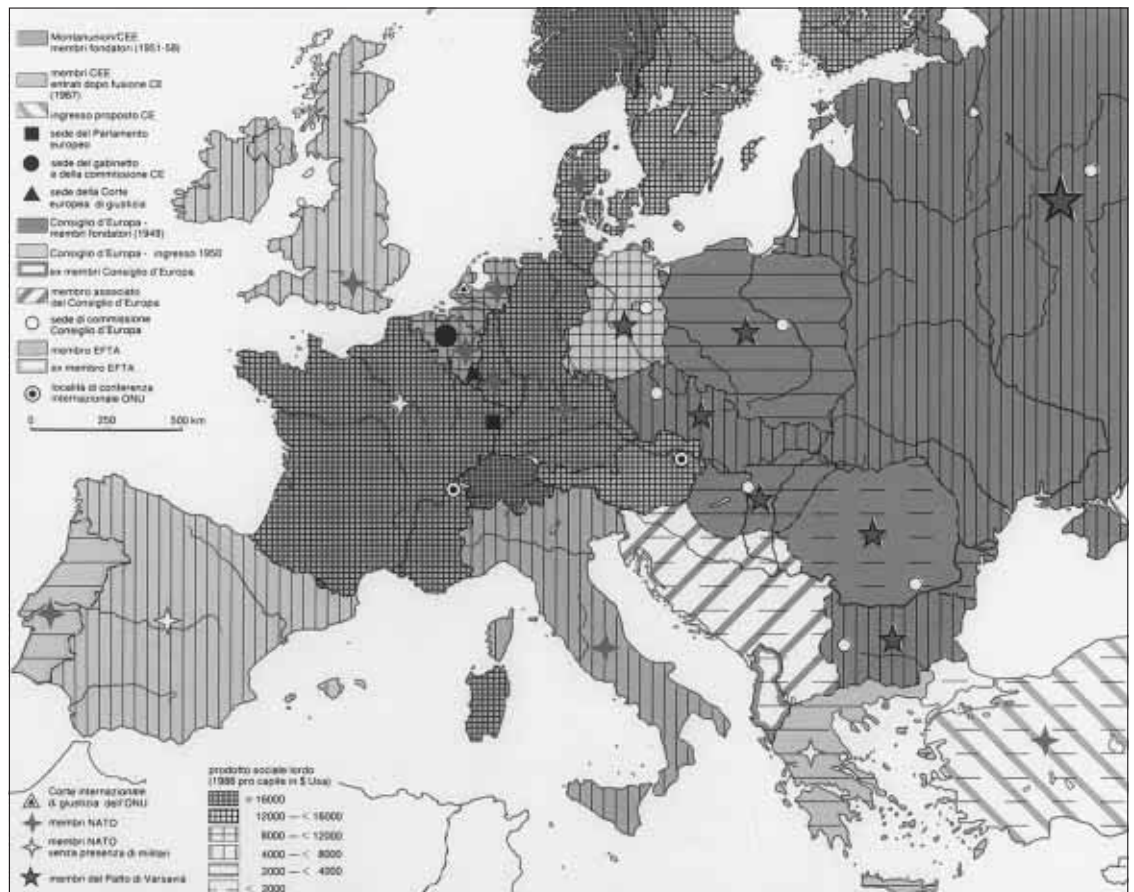 Montanunion/CEE
membri fondatori (1951-58)
membri CEE
entrati dopo fusione CE
(1967)
ingresso proposto CE
sede del Parlamento
europeo
sede del gabinetto
e della commissione CE
sede della Corte
europea di giustizia
Consiglio d'Europa -
membri fondatori (1949)
Consiglio d'Europa - ingresso 1950
ex membri Consiglio d'Europa
membro associato
del Consiglio d'Europa
sede di commissione
Consiglio d'Europa
membro EFTA
ex membro EFTA
località di conferenza
internazionale ONU
0 250 500 km
Corte internazionale
di giustizia dell'ONU
membri NATO
membri NATO
senza presenza di militari
membri del Patto di Varsavia
prodotto sociale lordo
(1986 pro capite in $ Usa)
16000
12000 — < 16000
8000 — < 12000
4000 — < 8000
2000 — < 4000
< 2000